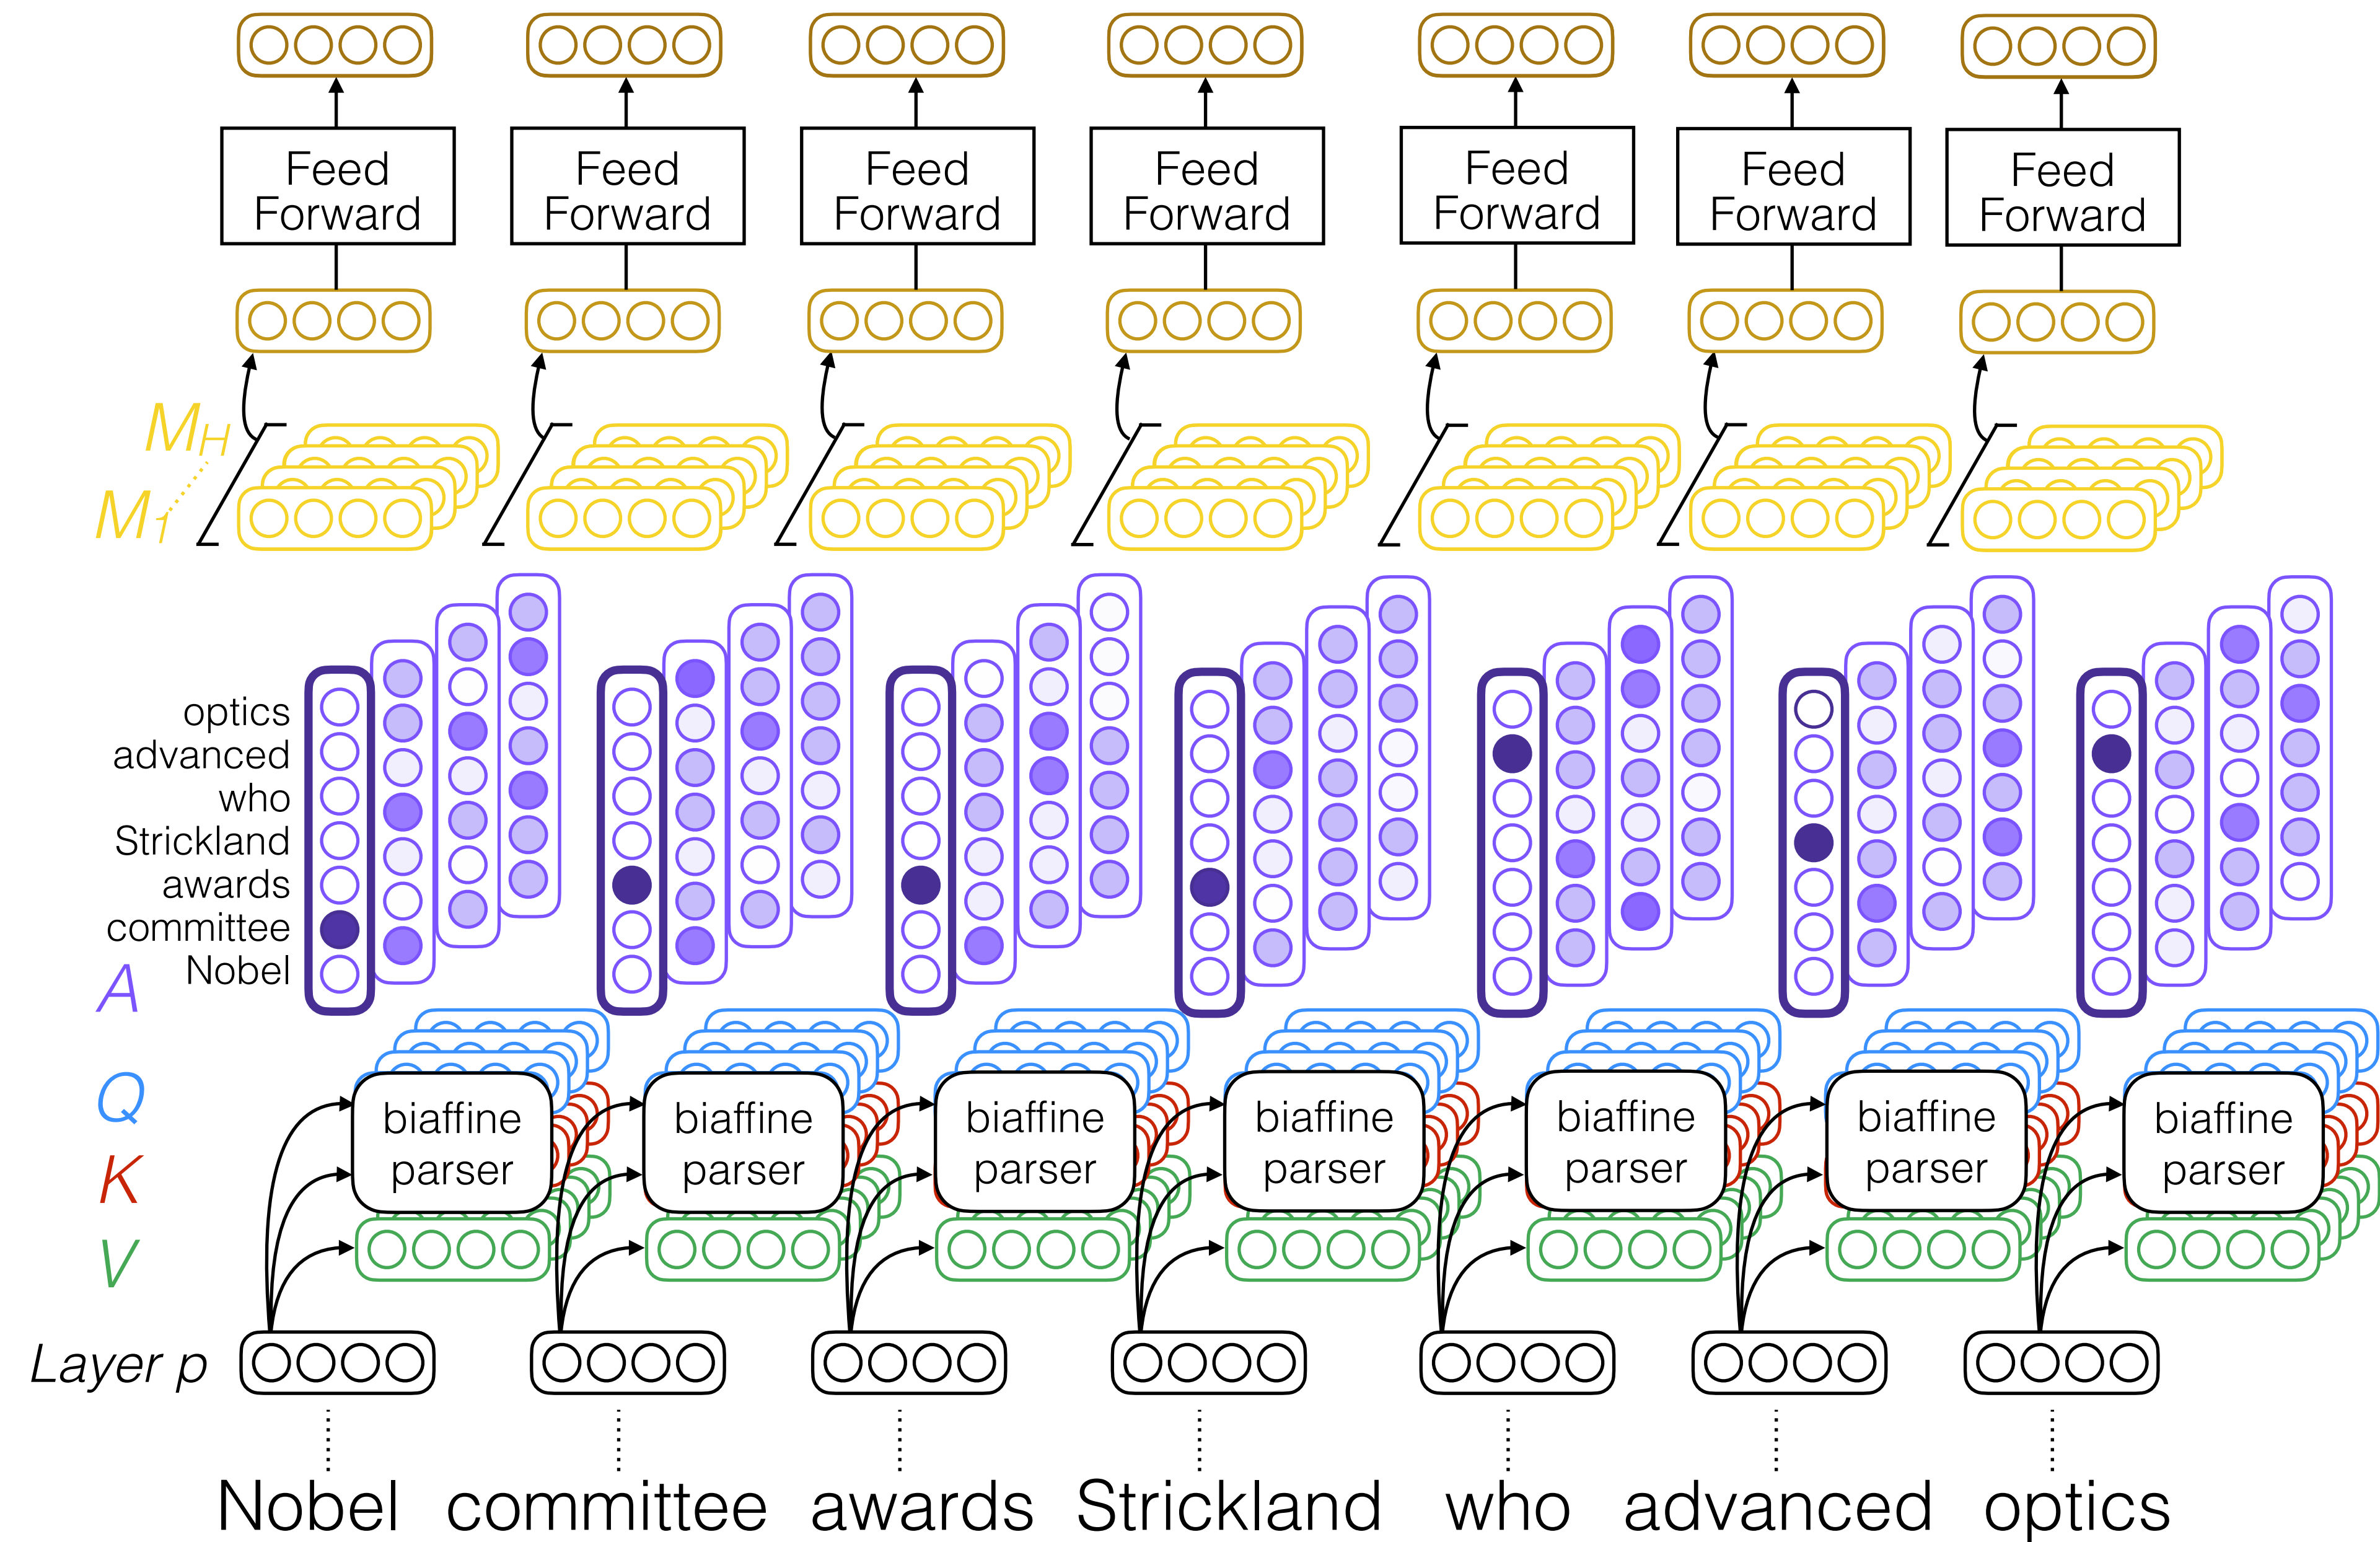 Feed Forward Feed Forward Feed Forward Feed Forward Feed Forward Feed Forward Feed Forward
M_H
M_1
optics
advanced
who
Strickland
awards
committee
Nobel
A
Q
K
V
biaffine parser biaffine parser biaffine parser biaffine parser biaffine parser biaffine parser biaffine parser
Layer p
Nobel committee awards Strickland who advanced optics